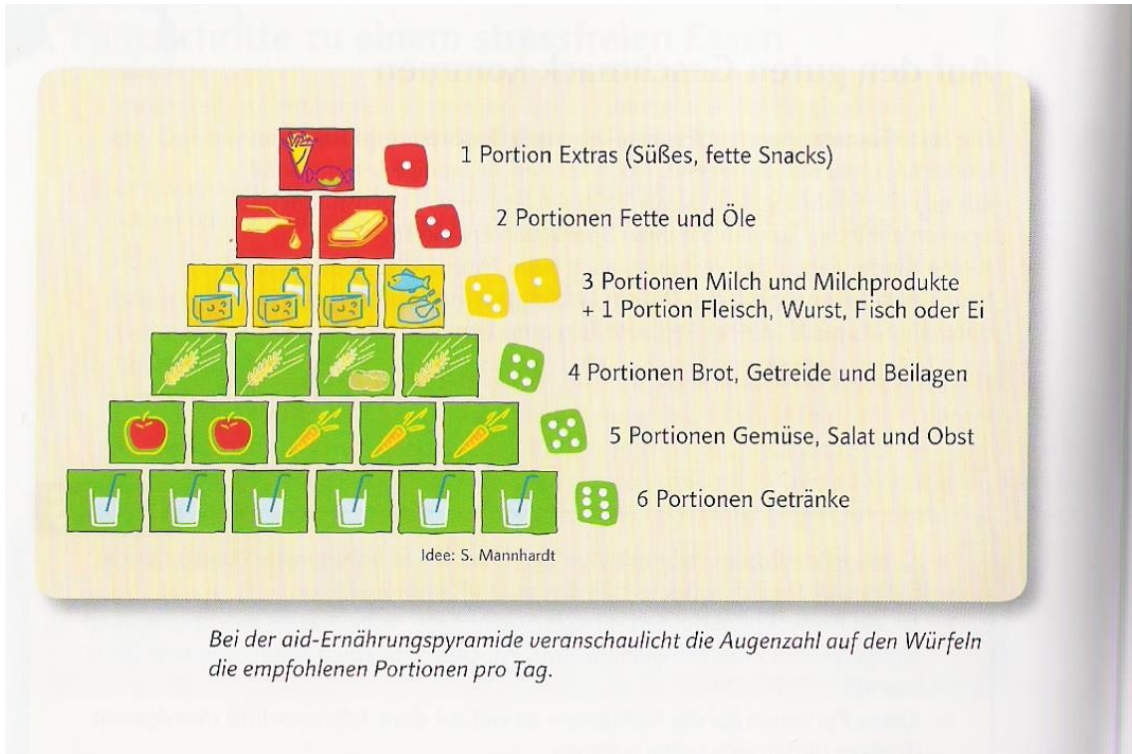 1 Portion Extras (Süßes, fette Snacks)
2 Portionen Fette und Öle
3 Portionen Milch und Milchprodukte
+ 1 Portion Fleisch, Wurst, Fisch oder Ei
4 Portionen Brot, Getreide und Beilagen
5 Portionen Gemüse, Salat und Obst
6 Portionen Getränke
Idee: S. Mannhardt
Bei der aid-Ernährungspyramide veranschaulicht die Augenzahl auf den Würfeln
die empfohlenen Portionen pro Tag.